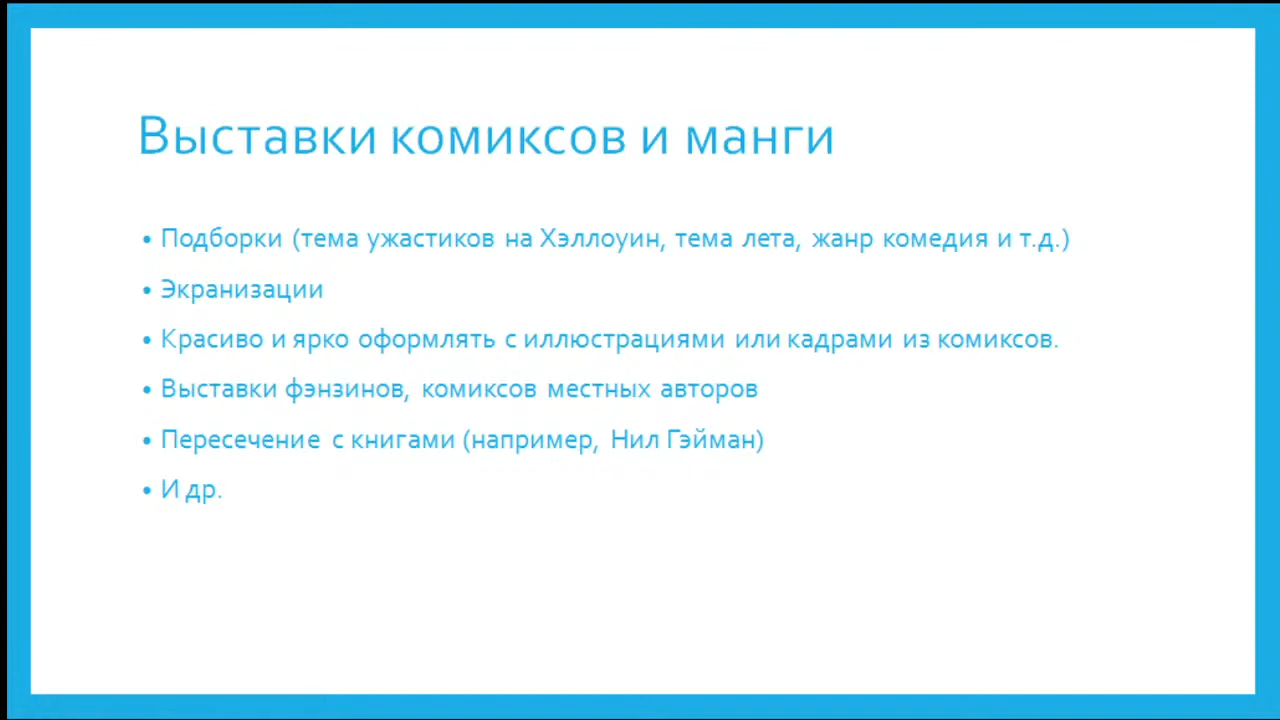 Выставки комиксов и манги
• Подборки (тема ужастиков на Хэллоуин, тема лета, жанр комедия и т.д.)
• Экранизации
• Красиво и ярко оформлять с иллюстрациями или кадрами из комиксов.
• Выставки фэнзинов, комиксов местных авторов
• Пересечение с книгами (например, Нил Гэйман)
• И др.